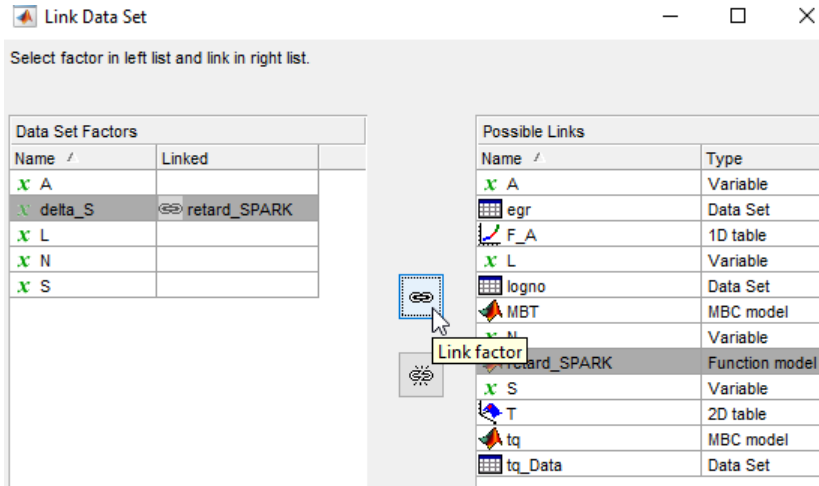 Link Data Set
Select factor in left list and link in right list.
Data Set Factors
Name Linked
x A
x delta_S retard_SPARK
x L
x N
x S
Link factor
Possible Links
Name Type
x A Variable
egr Data Set
F_A 1D table
x L Variable
logno Data Set
MBT MBC model
x N Variable
retard_SPARK Function model
x S Variable
T 2D table
tq MBC model
tq_Data Data Set